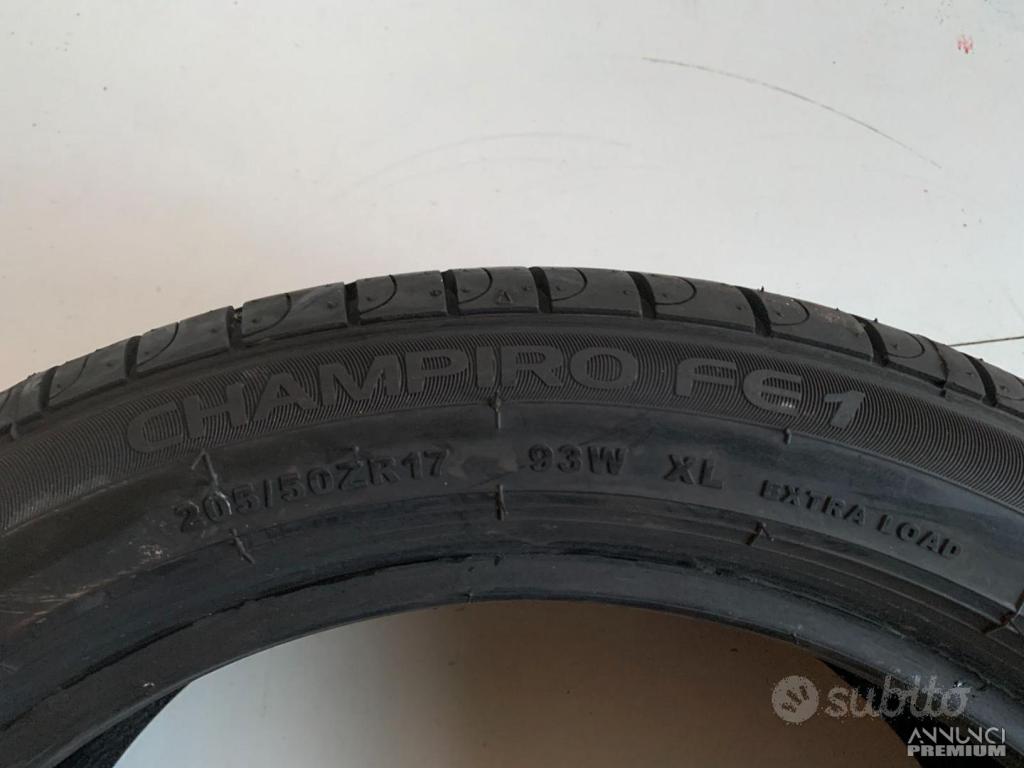 CHAMPIRO FE1
205/50ZR17 93W XL EXTRA LOAD
subito
ANNUNCI
PREMIUM